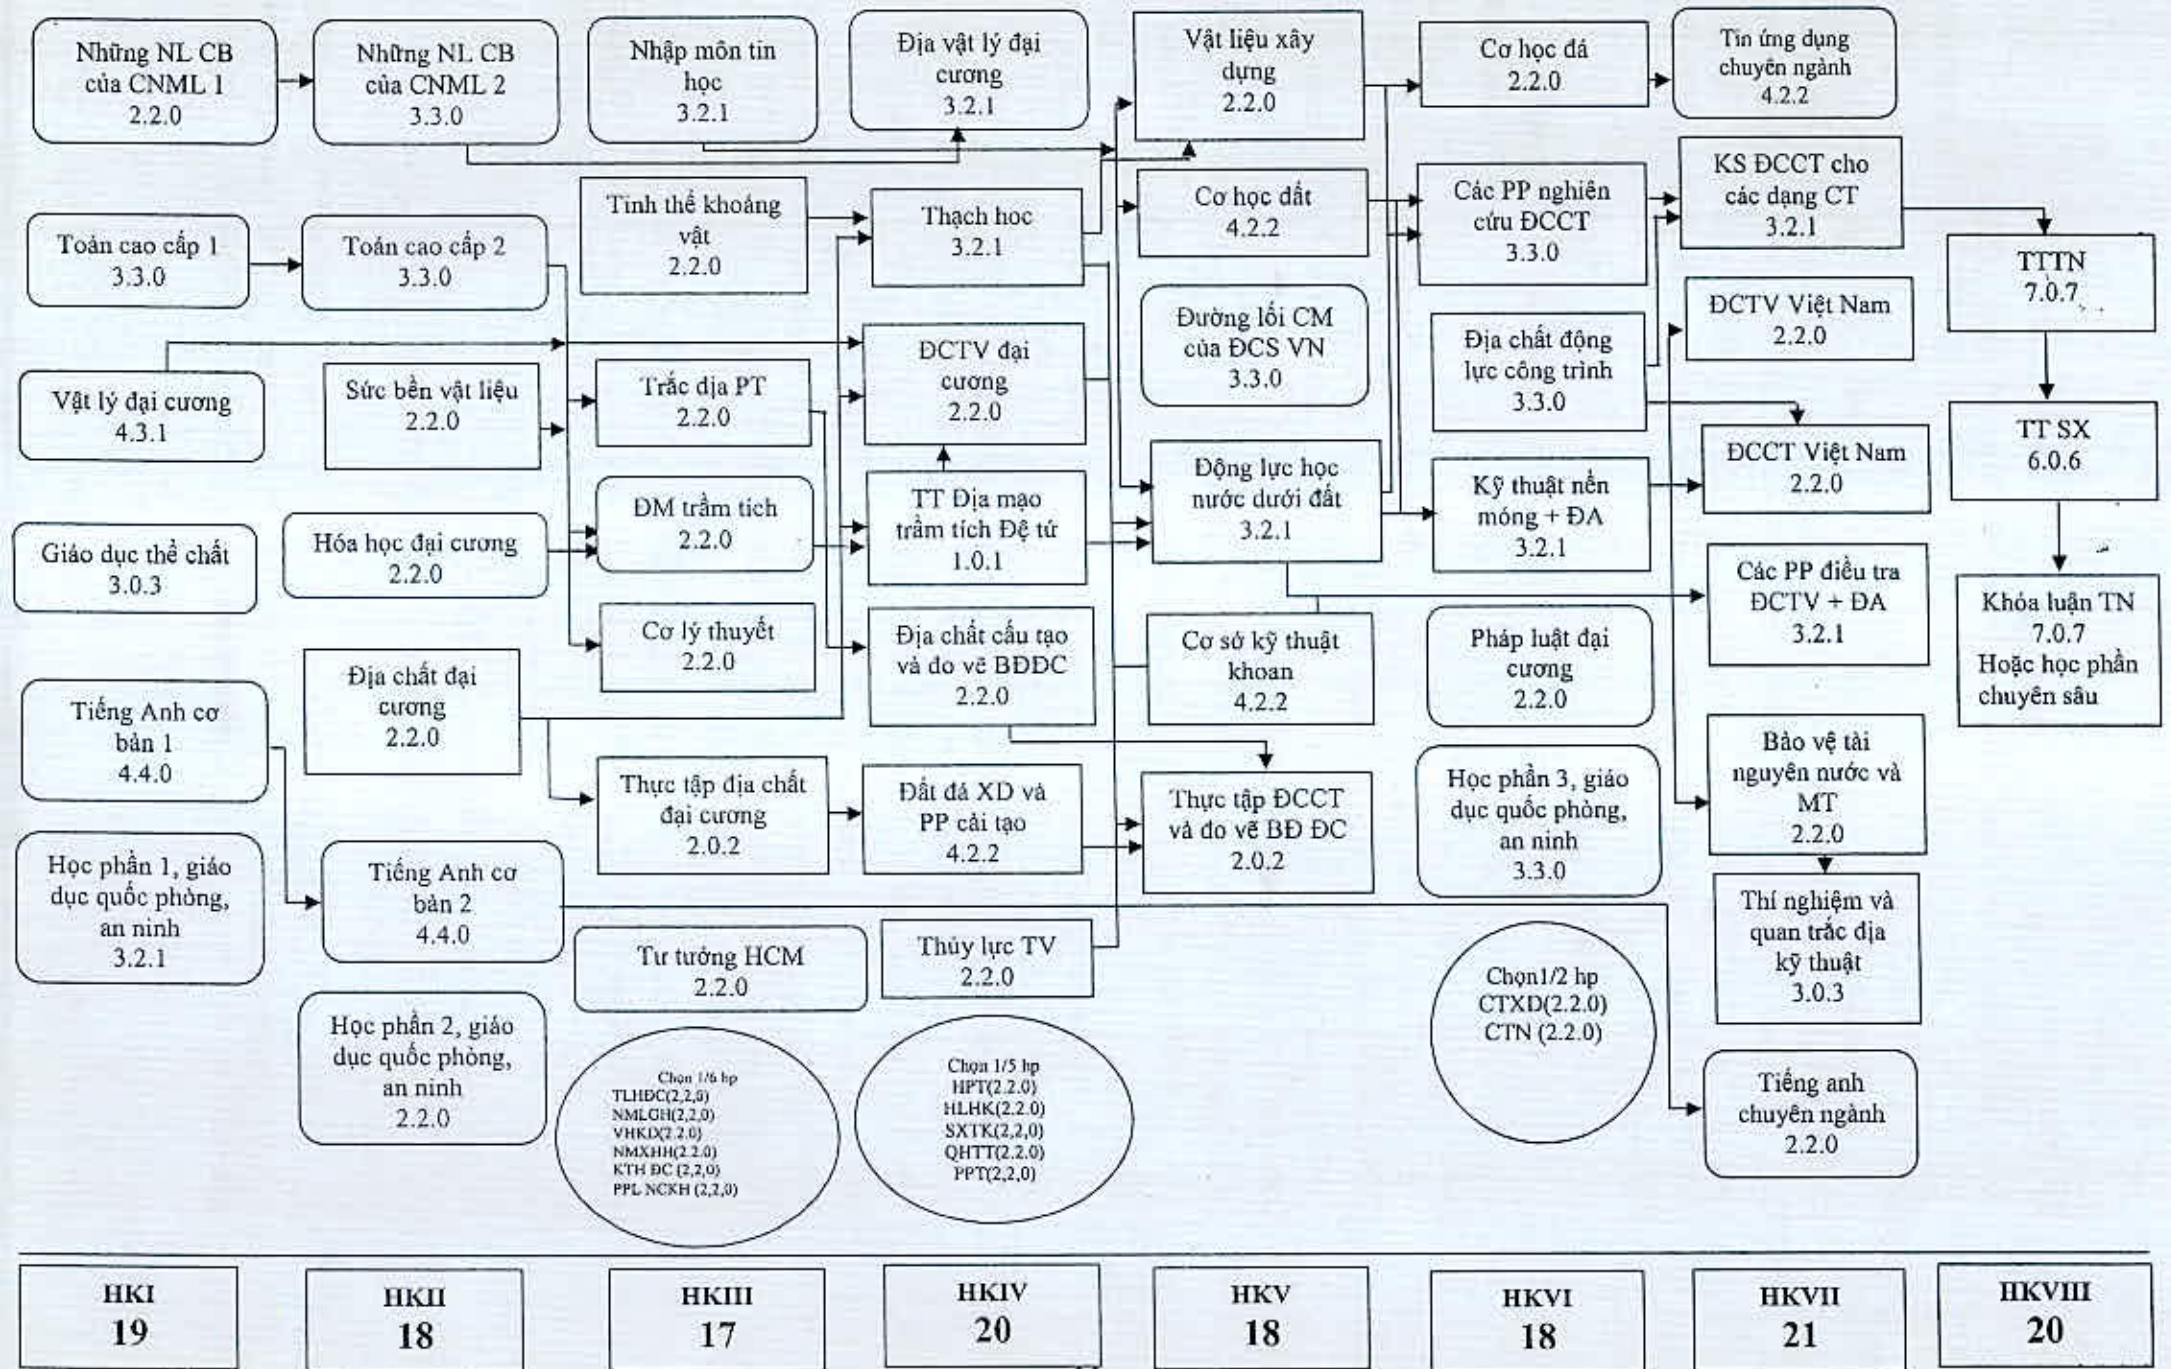 Những NL CB
của CNML 1
2.2.0
Những NL CB
của CNML 2
3.3.0
Nhập môn tin
học
3.2.1
Địa vật lý đại
cương
3.2.1
Vật liệu xây
dựng
2.2.0
Cơ học đá
2.2.0
Tin ứng dụng
chuyên ngành
4.2.2
Toán cao cấp 1
3.3.0
Toán cao cấp 2
3.3.0
Tinh thể khoáng
vật
2.2.0
Thạch hoc
3.2.1
Cơ học đất
4.2.2
Các PP nghiên
cứu ĐCCT
3.3.0
KS ĐCCT cho
các dạng CT
3.2.1
TTTN
7.0.7
Vật lý đại cương
4.3.1
Sức bền vật liệu
2.2.0
Trắc địa PT
2.2.0
ĐCTV đại
cương
2.2.0
Đường lối CM
của ĐCS VN
3.3.0
Địa chất động
lực công trình
3.3.0
ĐCTV Việt Nam
2.2.0
TT SX
6.0.6
Giáo dục thể chất
3.0.3
Hóa học đại cương
2.2.0
ĐM trầm tích
2.2.0
TT Địa mạo
trầm tích Đệ tứ
1.0.1
Động lực học
nước dưới đất
3.2.1
Kỹ thuật nền
móng + ĐA
3.2.1
ĐCCT Việt Nam
2.2.0
Các PP điều tra
ĐCTV + ĐA
3.2.1
Khóa luận TN
7.0.7
Hoặc học phần
chuyên sâu
Tiếng Anh cơ
bản 1
4.4.0
Địa chất đại
cương
2.2.0
Cơ lý thuyết
2.2.0
Địa chất cấu tạo
và đo vẽ BĐĐC
2.2.0
Cơ sở kỹ thuật
khoan
4.2.2
Pháp luật đại
cương
2.2.0
Bảo vệ tài
nguyên nước và
MT
2.2.0
Học phần 1, giáo
dục quốc phòng,
an ninh
3.2.1
Tiếng Anh cơ
bản 2
4.4.0
Thực tập địa chất
đại cương
2.0.2
Đất đá XD và
PP cải tạo
4.2.2
Thực tập ĐCCT
và đo vẽ BĐ ĐC
2.0.2
Học phần 3, giáo
dục quốc phòng,
an ninh
3.3.0
Thí nghiệm và
quan trắc địa
kỹ thuật
3.0.3
Học phần 2, giáo
dục quốc phòng,
an ninh
2.2.0
Tư tưởng HCM
2.2.0
Thủy lực TV
2.2.0
Chọn1/2 hp
CTXD(2.2.0)
CTN (2.2.0)
Tiếng anh
chuyên ngành
2.2.0
Chọn 1/6 hp
TLHĐC(2,2,0)
NMLGH(2,2,0)
VHKD(2.2.0)
NMXHH(2.2.0)
KTH ĐC (2,2,0)
PPL NCKH (2,2,0)
Chọn 1/5 hp
HPT(2.2.0)
HLHK(2.2.0)
SXTK(2,2,0)
QHTT(2.2.0)
PPT(2,2,0)
HKI
19
HKII
18
HKIII
17
HKIV
20
HKV
18
HKVI
18
HKVII
21
HKVIII
20